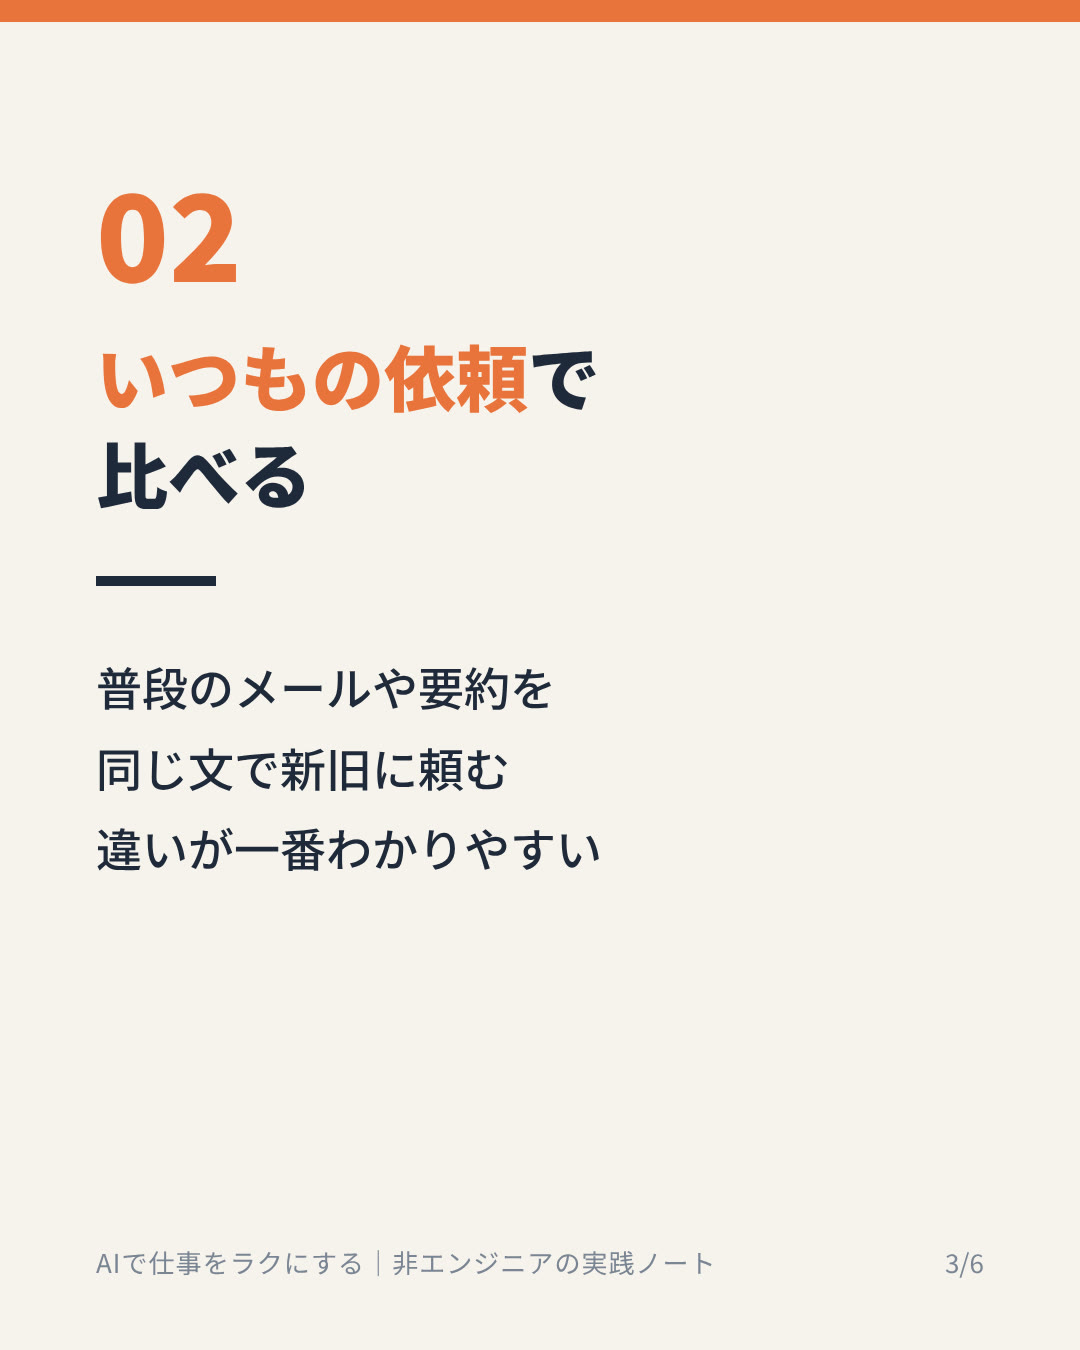 02
いつもの依頼で
比べる
普段のメールや要約を
同じ文で新旧に頼む
違いが一番わかりやすい
AIで仕事をラクにする｜非エンジニアの実践ノート
3/6